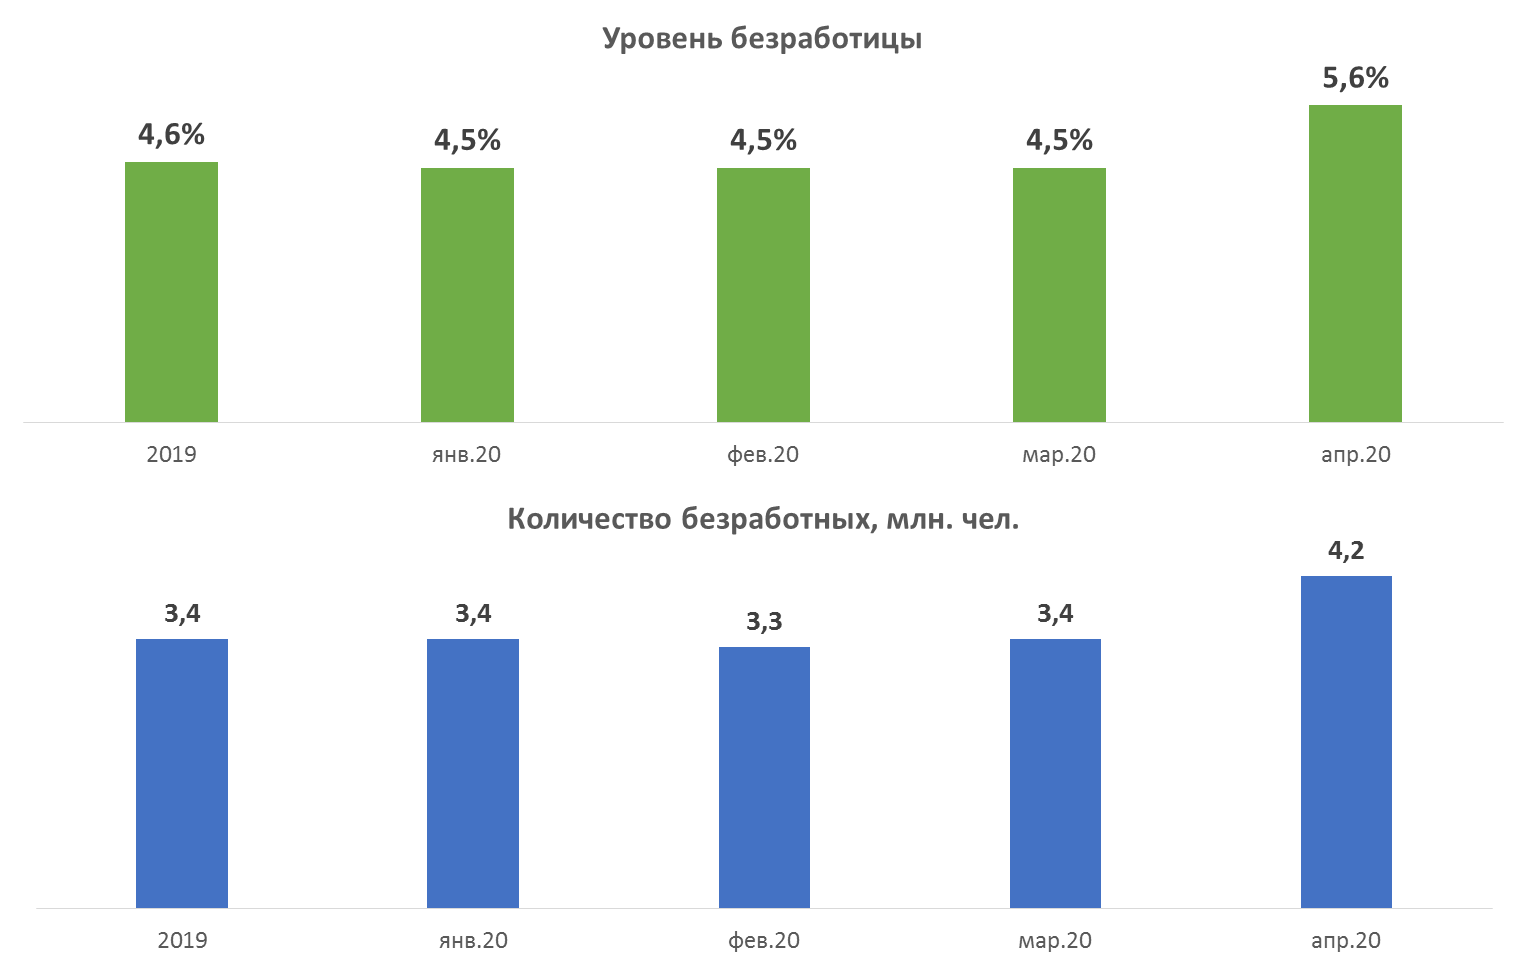 Уровень безработицы
5,6%
4,6%
4,5%
4,5%
4,5%
2019
янв.20
фев.20
мар.20
апр.20
Количество безработных, млн. чел.
4,2
3,4
3,4
3,3
3,4
2019
янв.20
фев.20
мар.20
апр.20